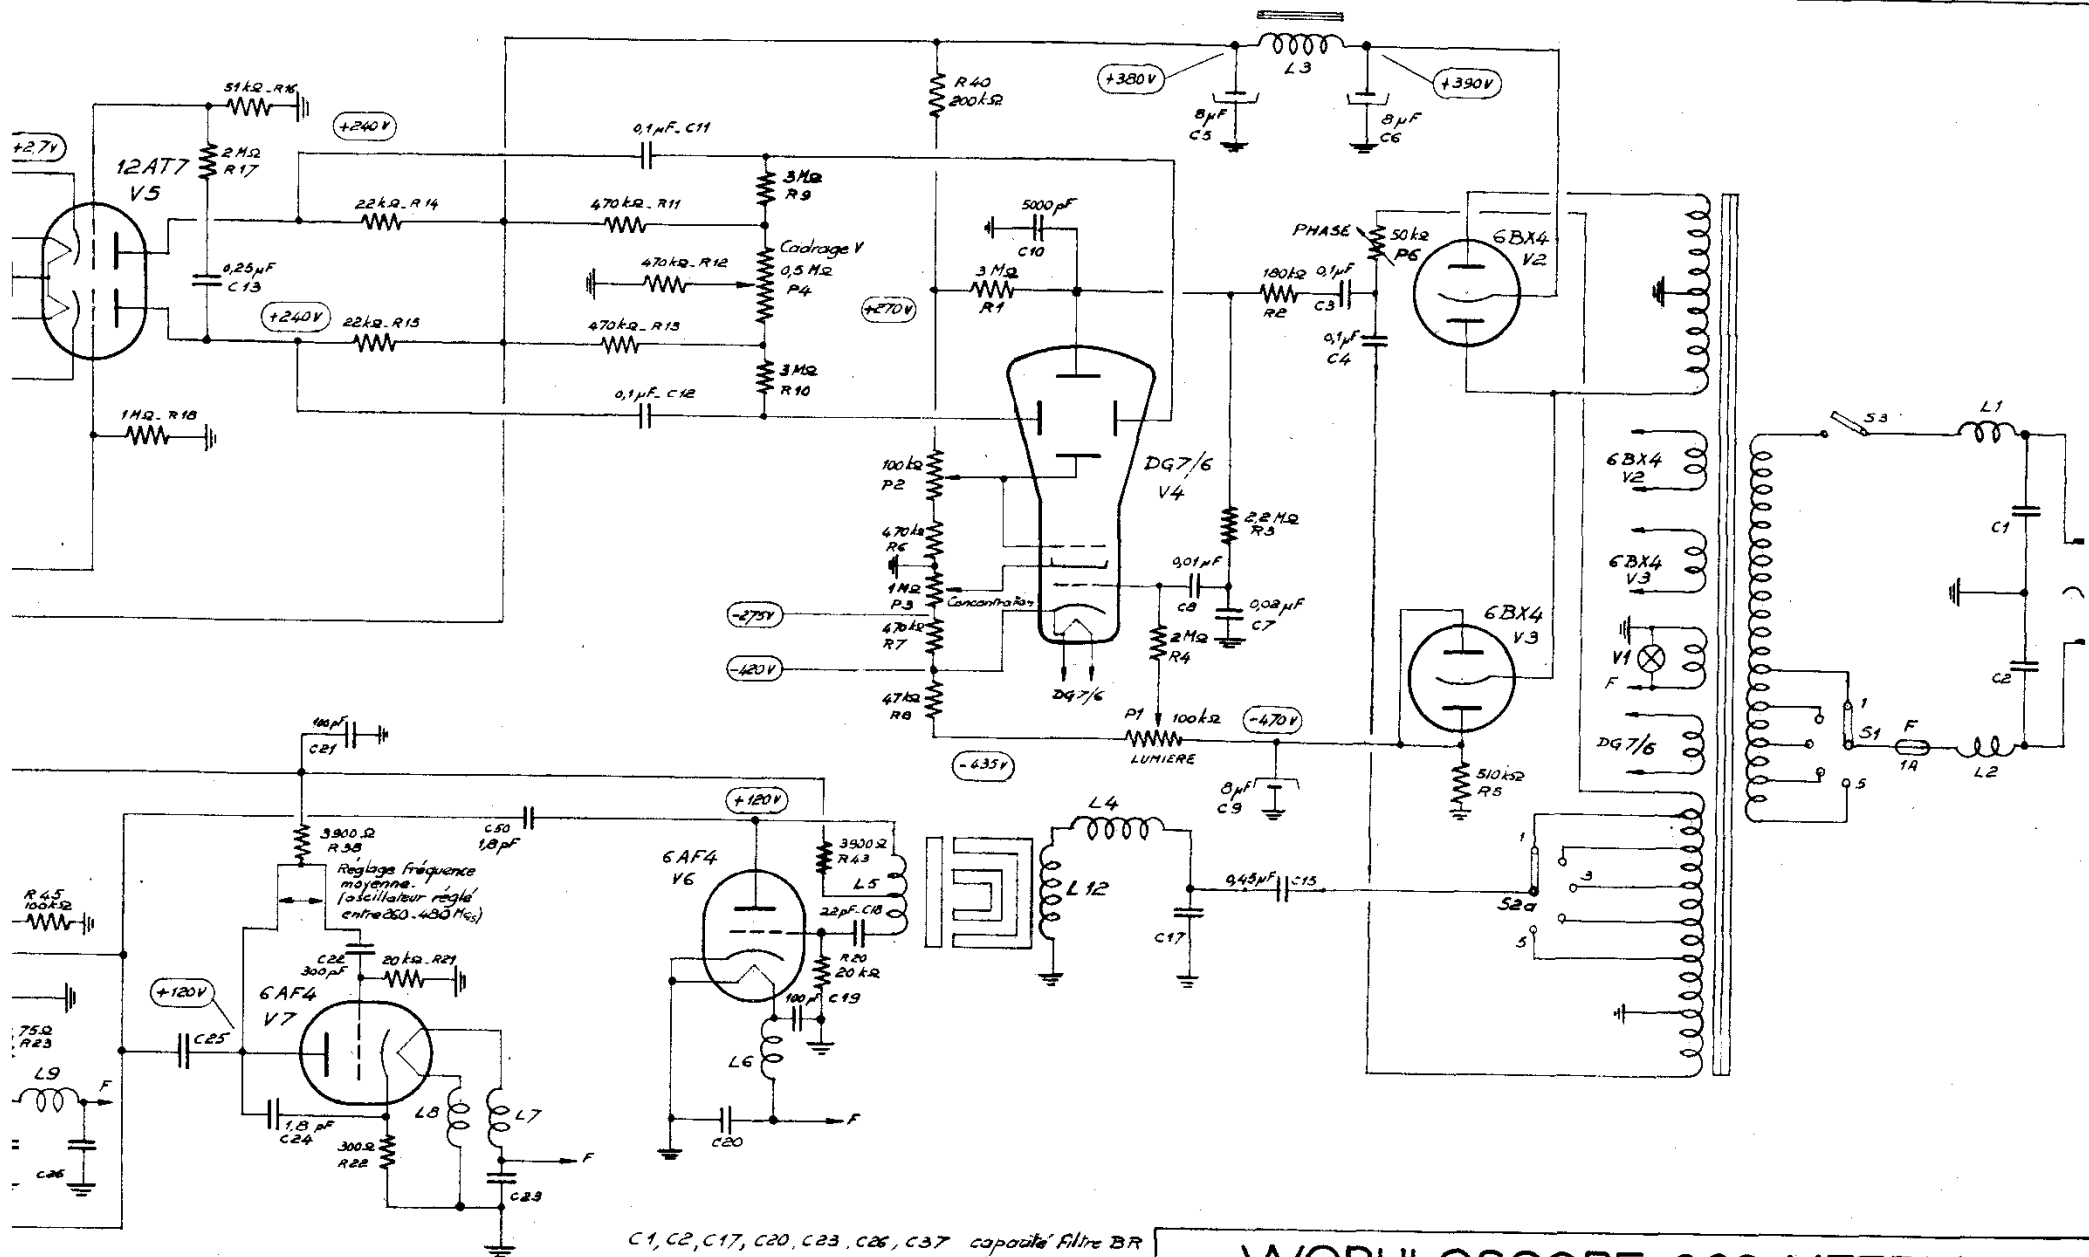 +380V
L3
+390V
8µF
C5
8µF
C6
R40
200kΩ
51kΩ-R16
+240V
0,1µF-C11
+2,7V
12AT7
V5
2MΩ
R17
3MΩ
R9
22kΩ-R14
470kΩ-R11
5000pF
C10
Cadrage V
0,5MΩ
P4
470kΩ-R12
PHASE
50kΩ
P6
6BX4
V2
0,25µF
C13
+240V
22kΩ-R15
470kΩ-R13
+270V
3MΩ
R1
180kΩ
R2
0,1µF
C3
0,1µF
C4
3MΩ
R10
0,1µF-C12
1MΩ-R18
100kΩ
P2
DG7/6
V4
6BX4
V2
S3
L1
C1
470kΩ
R6
2,2MΩ
R3
6BX4
V3
1MΩ
P3
Concentration
0,01µF
C8
0,02µF
C7
-275V
470kΩ
R7
2MΩ
R4
6BX4
V3
V1
F
C2
-420V
DG7/6
47kΩ
R8
P1
100kΩ
LUMIERE
-470V
DG7/6
1
S1
5
F
1A
L2
-435V
510kΩ
R5
8µF
C9
100pF
C21
+120V
L4
C50
1,8pF
3900Ω
R38
3900Ω
R43
6AF4
V6
L5
L12
Réglage fréquence
moyenne.
(oscillateur réglé
entre 260-480 MCs)
R45
100kΩ
22pF-C18
0,45µF
C15
1
3
S2a
5
C17
C22
300pF
20kΩ-R21
R20
20kΩ
+120V
6AF4
V7
100pF
C19
75Ω
R23
C25
L6
L9
F
L8
L7
1,8pF
C24
C20
F
300Ω
R22
F
C26
C23
C1, C2, C17, C20, C23, C26, C37 capacité filtre BR